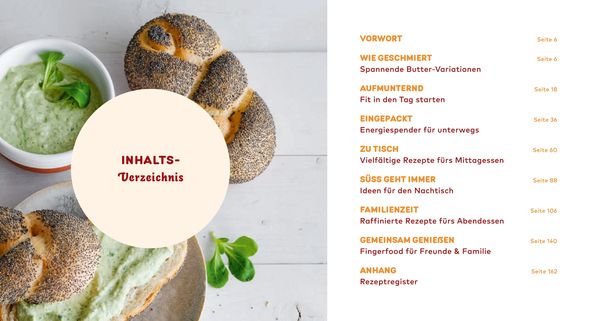 INHALTS-
Verzeichnis
VORWORT Seite 6
WIE GESCHMIERT Seite 6
Spannende Butter-Variationen
AUFMUNTERND Seite 18
Fit in den Tag starten
EINGEPACKT Seite 36
Energiespender für unterwegs
ZU TISCH Seite 60
Vielfältige Rezepte fürs Mittagessen
SÜSS GEHT IMMER Seite 88
Ideen für den Nachtisch
FAMILIENZEIT Seite 106
Raffinierte Rezepte fürs Abendessen
GEMEINSAM GENIEẞEN Seite 140
Fingerfood für Freunde & Familie
ANHANG Seite 162
Rezeptregister